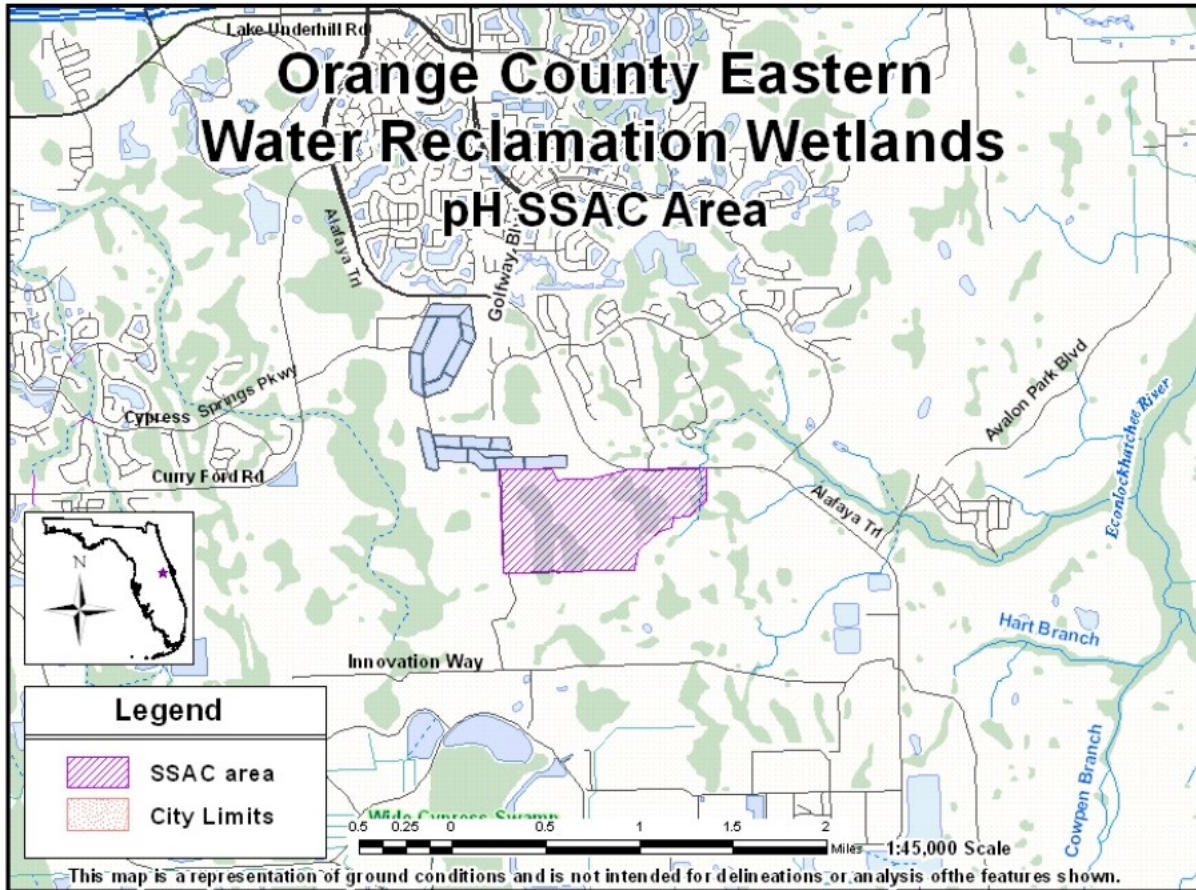 Lake Underhill Rd
Orange County Eastern
Water Reclamation Wetlands
pH SSAC Area
Alafaya Trl
Golfway Blv
Cypress Springs Pkwy
Avalon Park Blvd
Econlockhatchee River
Curry Ford Rd
Alafaya Trl
N
Hart Branch
Innovation Way
Cowpen Branch
Legend
SSAC area
City Limits
Wide Cypress Swamp
0.5 0.25 0 0.5 1 1.5 2
Miles 1:45,000 Scale
This map is a representation of ground conditions and is not intended for delineations or analysis ofthe features shown.